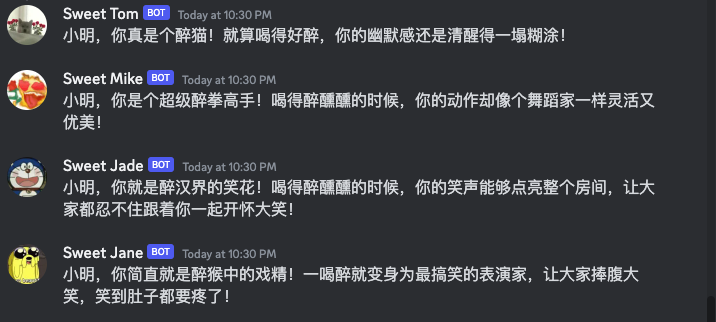 Sweet Tom BOT Today at 10:30 PM
小明，你真是个醉猫！就算喝得好醉，你的幽默感还是清醒得一塌糊涂！
Sweet Mike BOT Today at 10:30 PM
小明，你是个超级醉拳高手！喝得醉醺醺的时候，你的动作却像个舞蹈家一样灵活又
优美！
Sweet Jade BOT Today at 10:30 PM
小明，你就是醉汉界的笑花！喝得醉醺醺的时候，你的笑声能够点亮整个房间，让大
家都忍不住跟着你一起开怀大笑！
Sweet Jane BOT Today at 10:30 PM
小明，你简直就是醉猴中的戏精！一喝醉就变身为最搞笑的表演家，让大家捧腹大
笑，笑到肚子都要疼了！